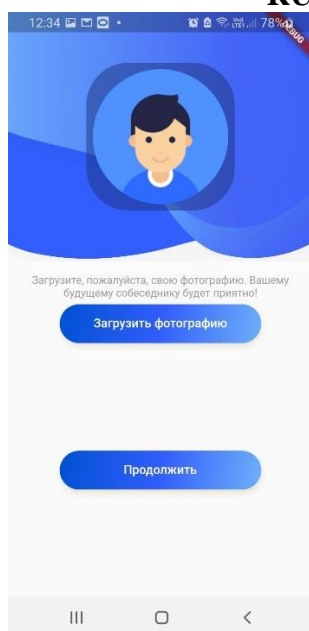 12:34
78%
DEBUG
Загрузите, пожалуйста, свою фотографию. Вашему
будущему собеседнику будет приятно!
Загрузить фотографию
Продолжить